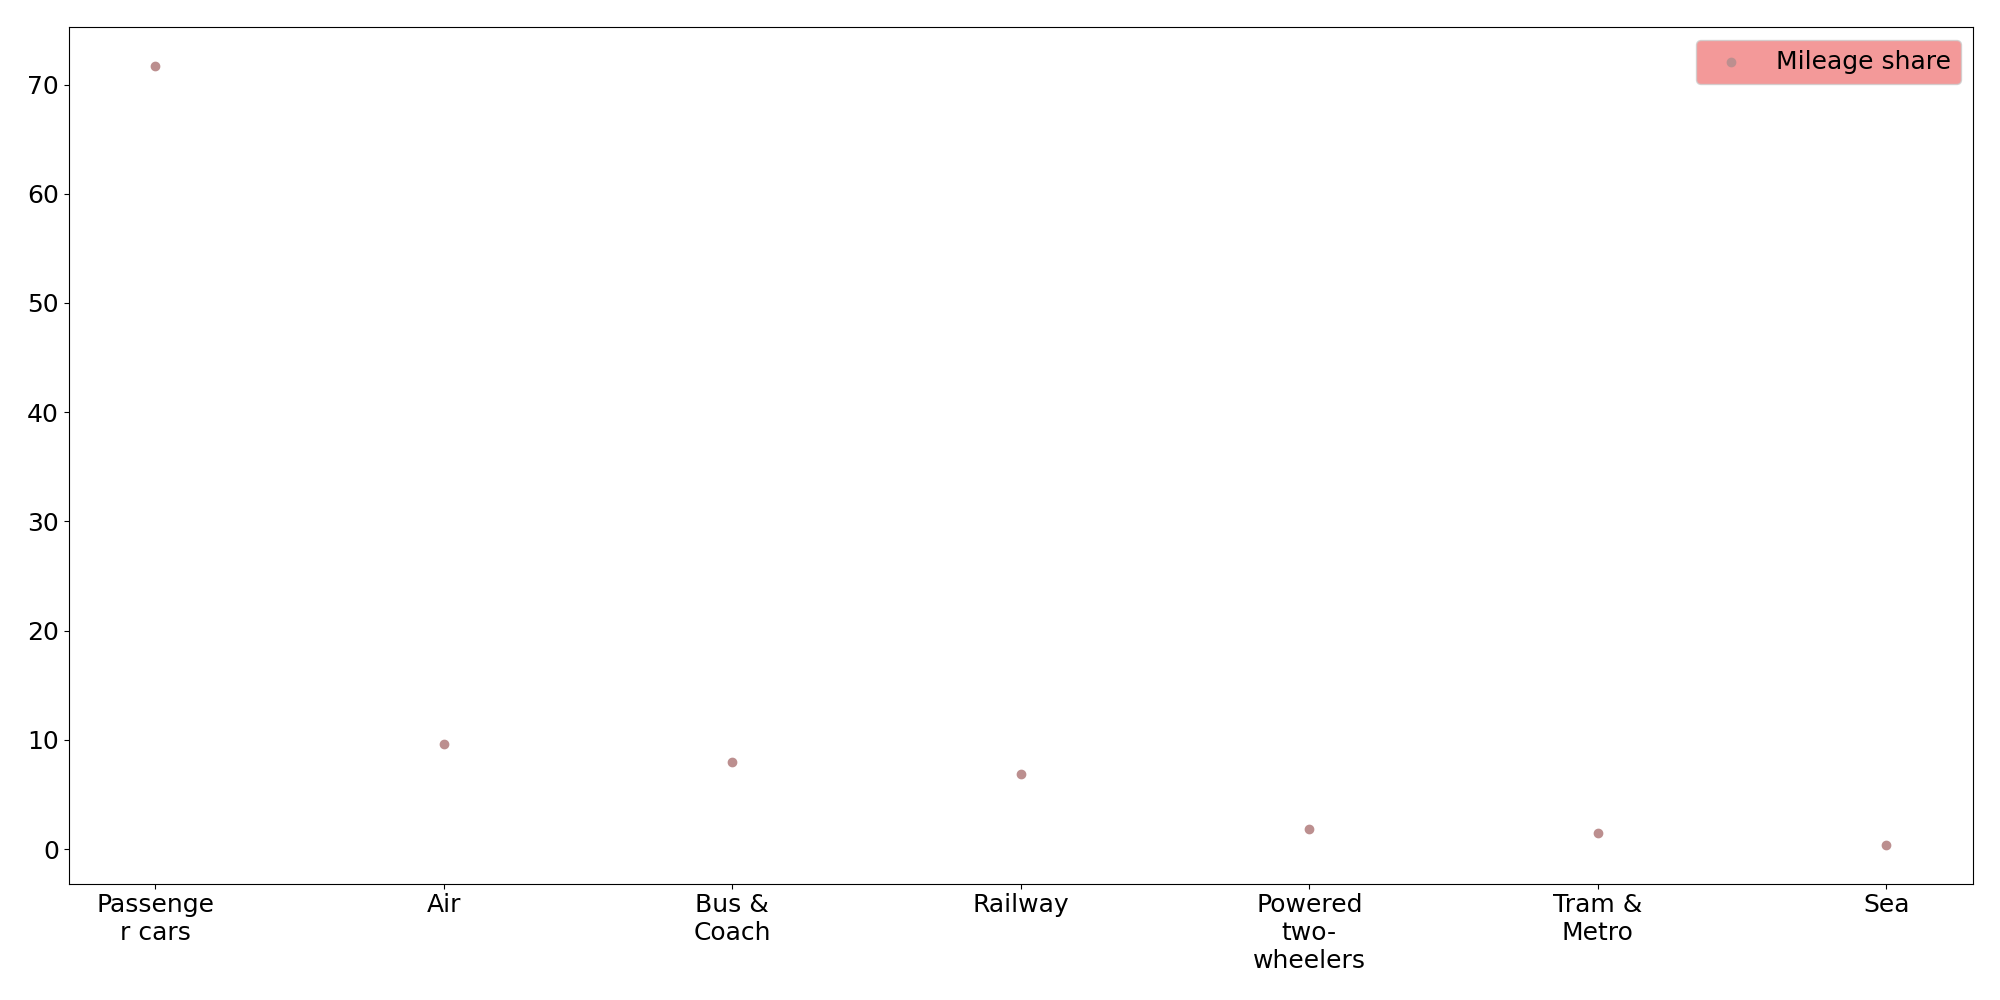 Mileage share
70
60
50
40
30
20
10
0
Passenge
r cars
Air
Bus &
Coach
Railway
Powered
two-
wheelers
Tram &
Metro
Sea